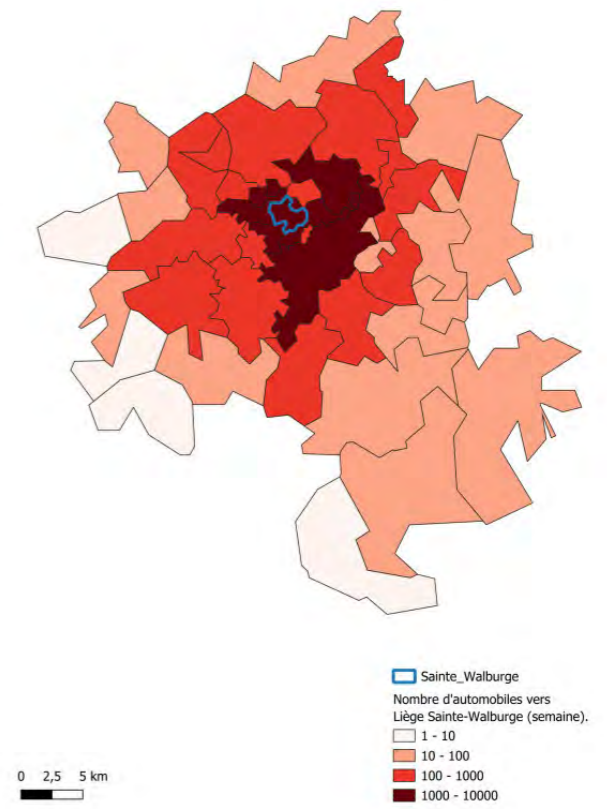 Sainte_Walburge
Nombre d'automobiles vers
Liège Sainte-Walburge (semaine).
1 - 10
10 - 100
100 - 1000
1000 - 10000
0 2,5 5 km